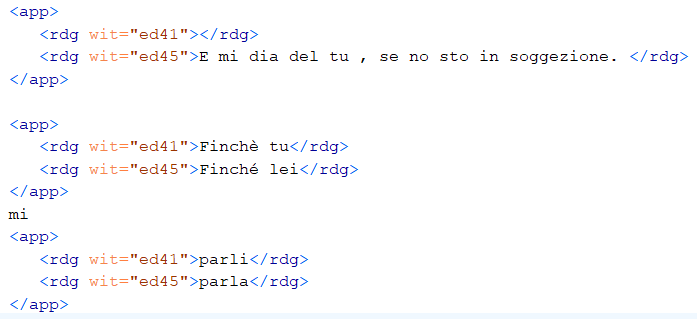 <app>
<rdg wit="ed41"></rdg>
<rdg wit="ed45">E mi dia del tu , se no sto in soggezione. </rdg>
</app>
<app>
<rdg wit="ed41">Finchè tu</rdg>
<rdg wit="ed45">Finché lei</rdg>
</app>
mi
<app>
<rdg wit="ed41">parli</rdg>
<rdg wit="ed45">parla</rdg>
</app>